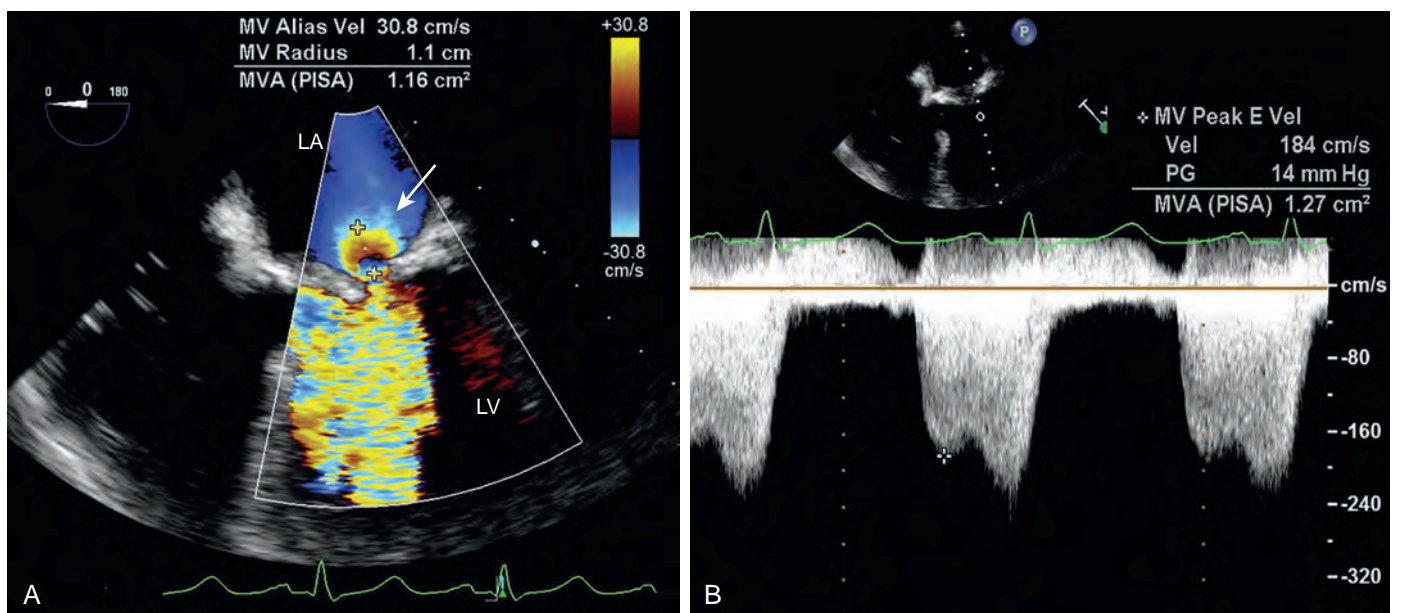 MV Alias Vel 30.8 cm/s
MV Radius 1.1 cm
MVA (PISA) 1.16 cm²
+30.8
-30.8
cm/s
0 0 180
LA
LV
A
P
MV Peak E Vel
Vel 184 cm/s
PG 14 mm Hg
MVA (PISA) 1.27 cm²
cm/s
-80
-160
-240
-320
B